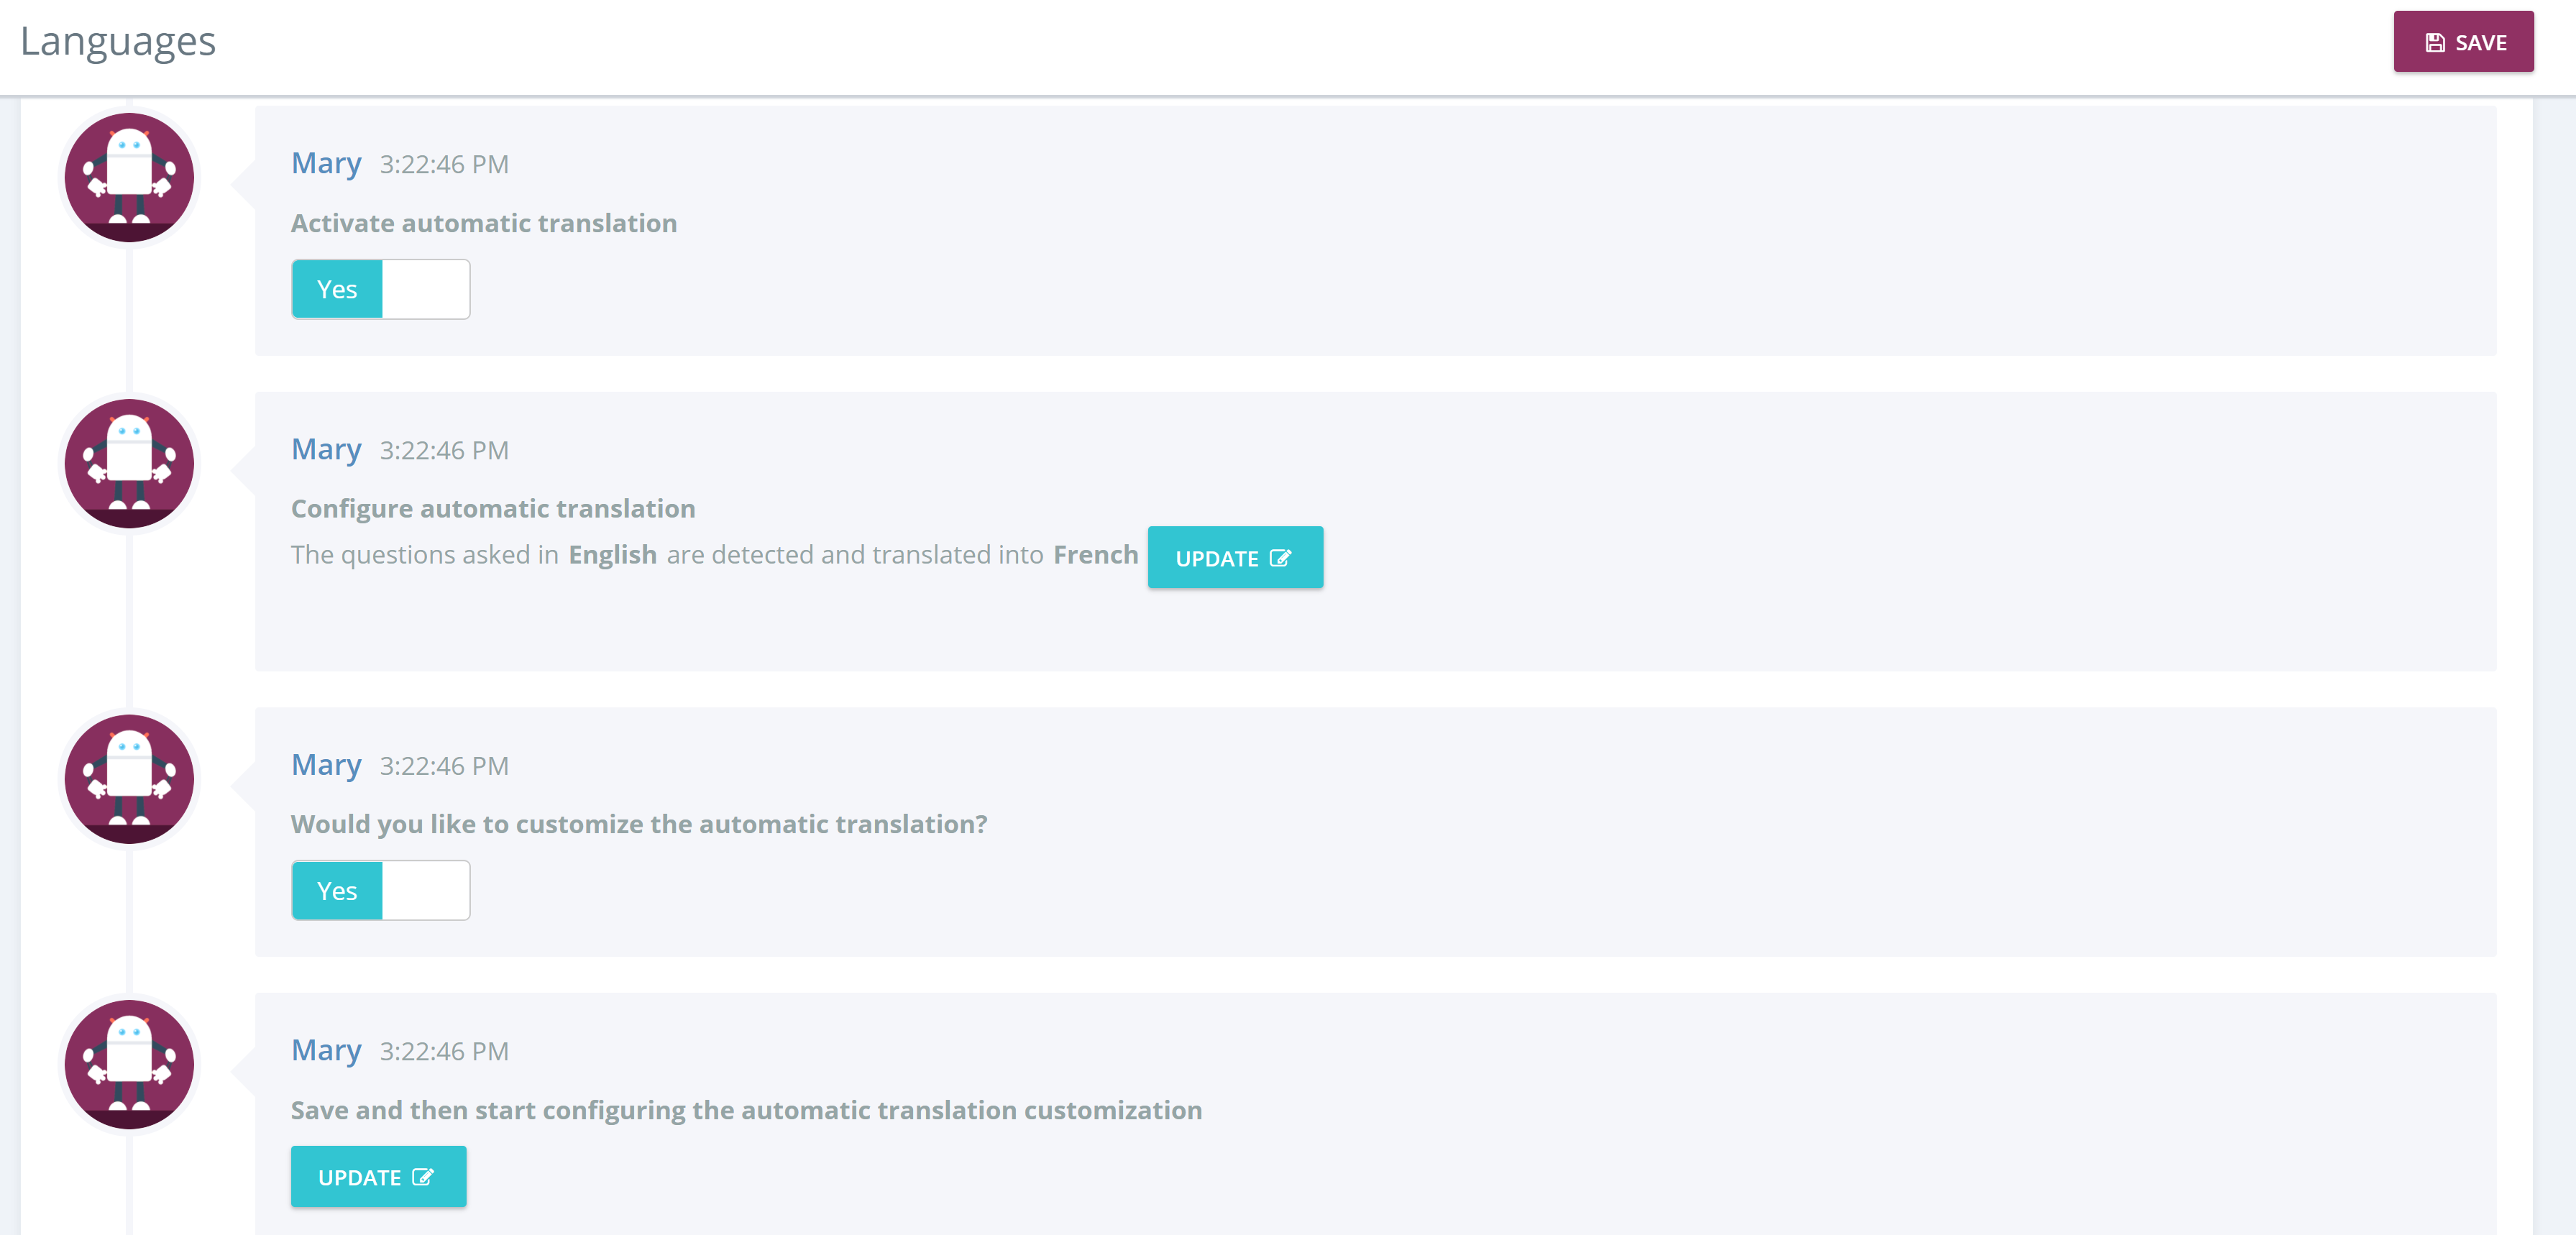 Languages
SAVE
Mary 3:22:46 PM
Activate automatic translation
Yes
Mary 3:22:46 PM
Configure automatic translation
The questions asked in English are detected and translated into French UPDATE
Mary 3:22:46 PM
Would you like to customize the automatic translation?
Yes
Mary 3:22:46 PM
Save and then start configuring the automatic translation customization
UPDATE